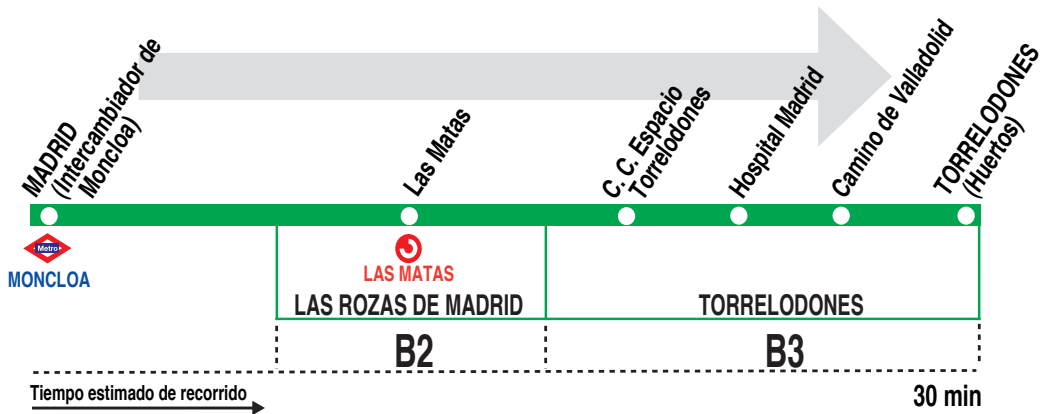 MADRID
(Intercambiador de
Moncloa)
Las Matas
C. C. Espacio
Torrelodones
Hospital Madrid
Camino de Valladolid
TORRELODONES
(Huertos)
Metro
MONCLOA
LAS MATAS
LAS ROZAS DE MADRID
TORRELODONES
B2
B3
Tiempo estimado de recorrido
30 min